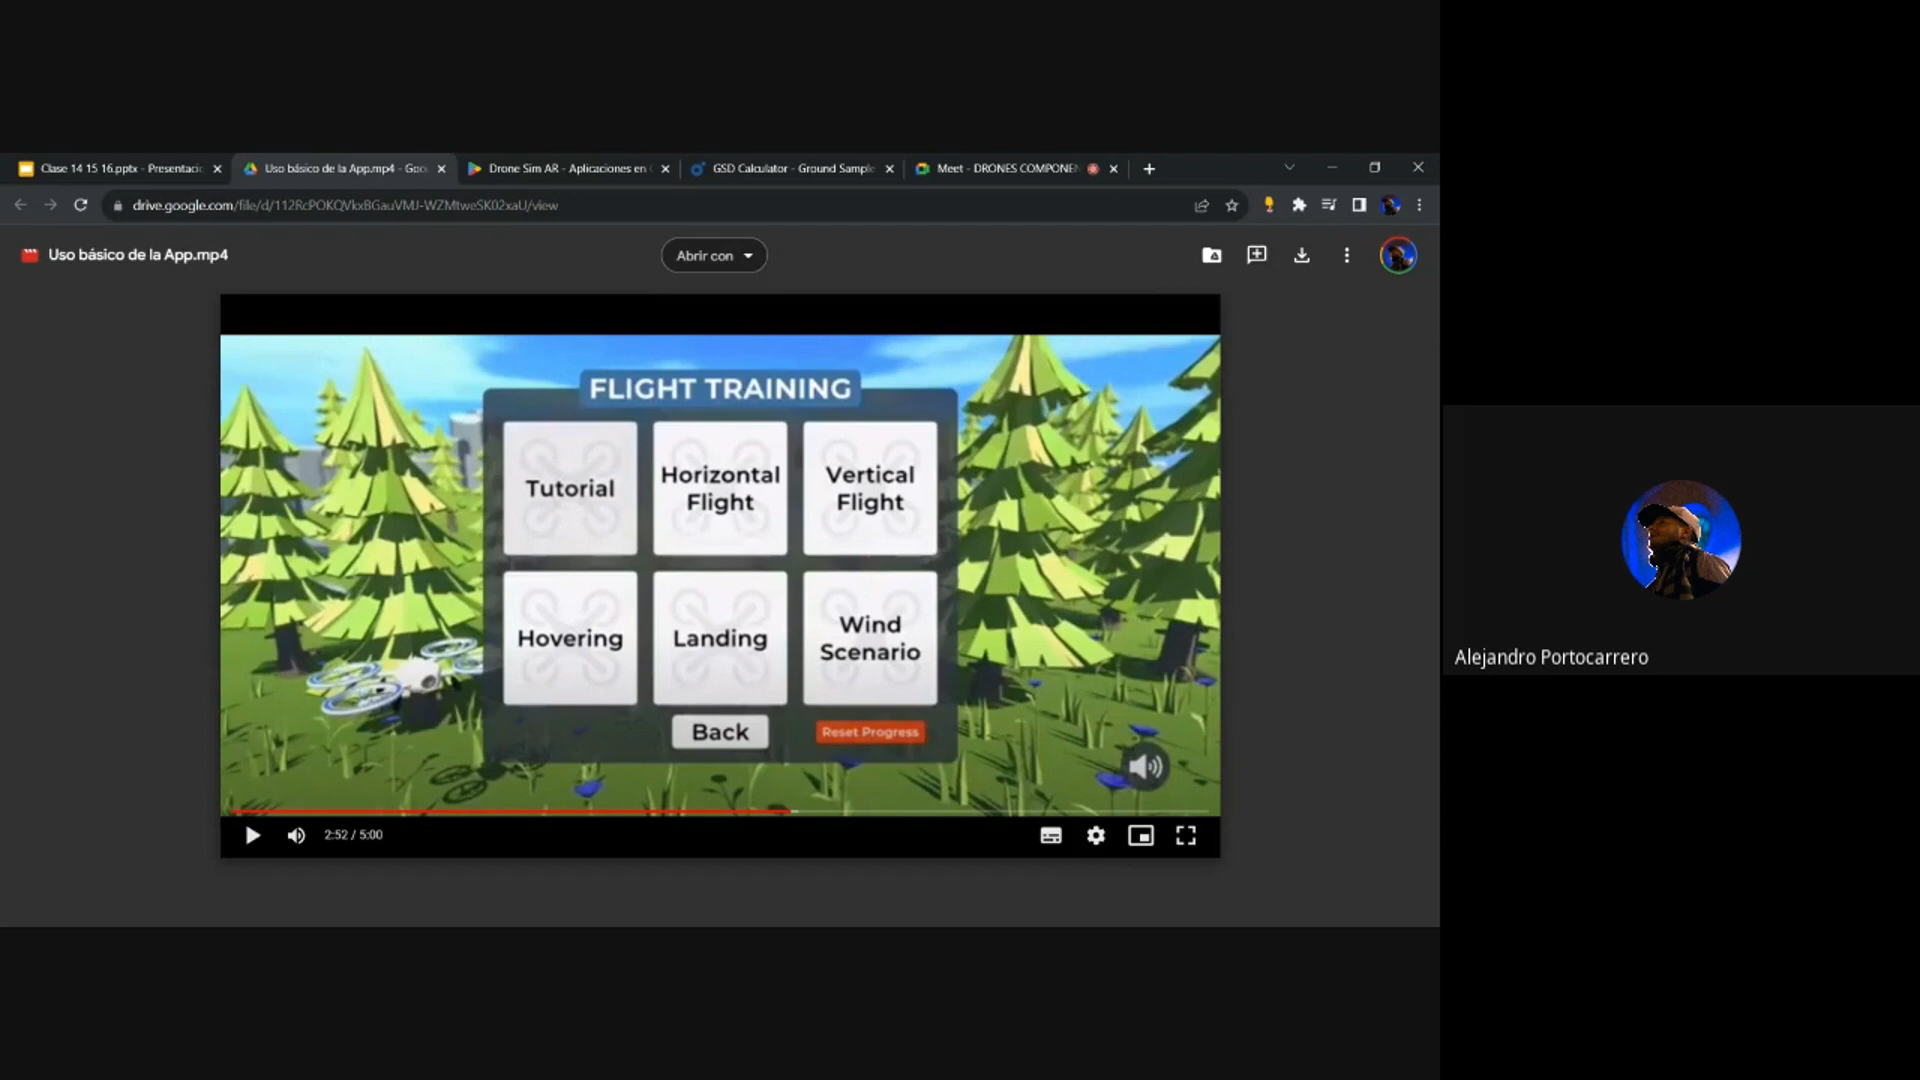 Clase 14 15 16.pptx - Presentacio
Uso básico de la App.mp4 - Goo
Drone Sim AR - Aplicaciones en
GSD Calculator - Ground Sample
Meet - DRONES COMPONEN
drive.google.com/file/d/112RcPOKQVkxBGauVMJ-WZMtweSK02xaU/view
Uso básico de la App.mp4
Abrir con
FLIGHT TRAINING
Tutorial
Horizontal
Flight
Vertical
Flight
Hovering
Landing
Wind
Scenario
Back
Reset Progress
2:52 / 5:00
Alejandro Portocarrero